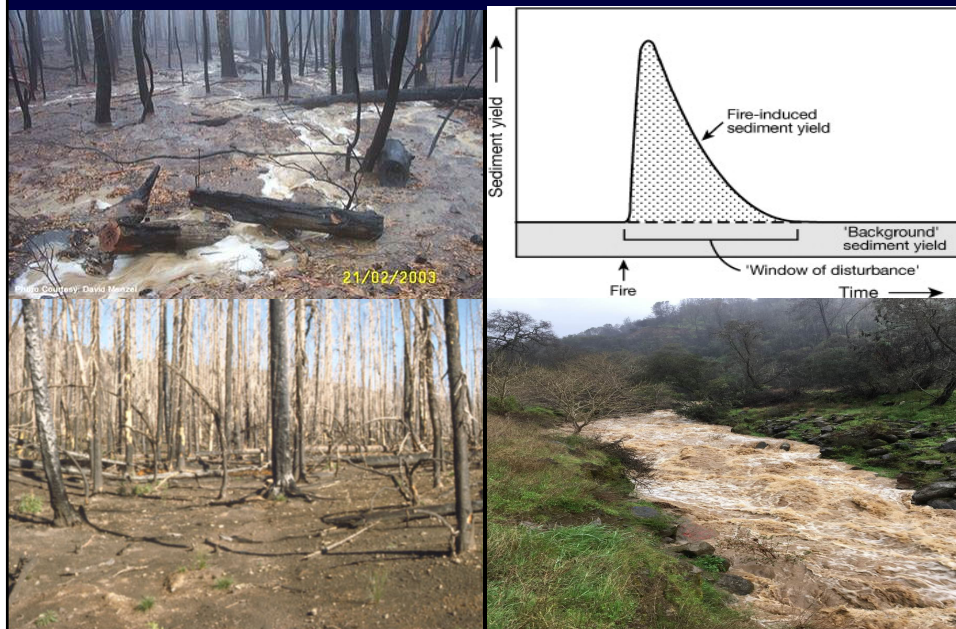 21/02/2003
Photo Courtesy: David Menzel
Sediment yield
Fire-induced
sediment yield
'Background'
sediment yield
'Window of disturbance'
Fire
Time